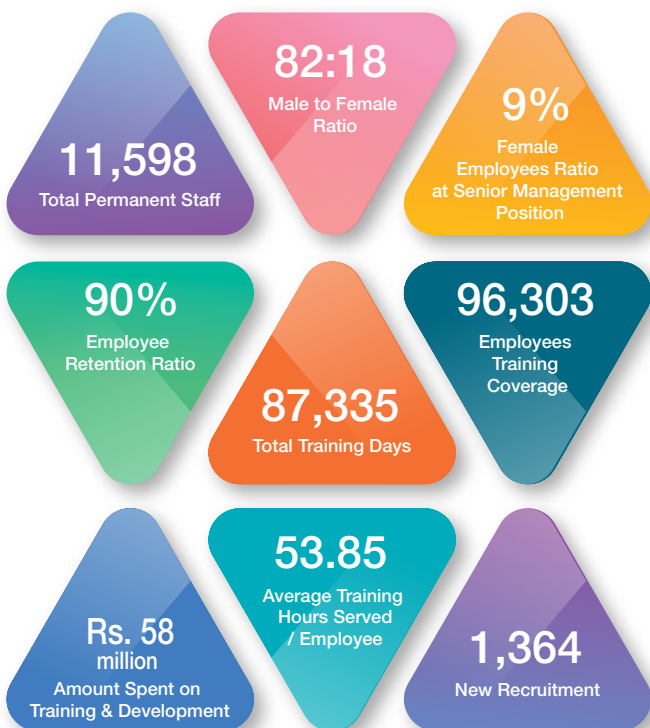 11,598
Total Permanent Staff
82:18
Male to Female
Ratio
9%
Female
Employees Ratio
at Senior Management
Position
90%
Employee
Retention Ratio
87,335
Total Training Days
96,303
Employees
Training
Coverage
Rs. 58
million
Amount Spent on
Training & Development
53.85
Average Training
Hours Served
/ Employee
1,364
New Recruitment